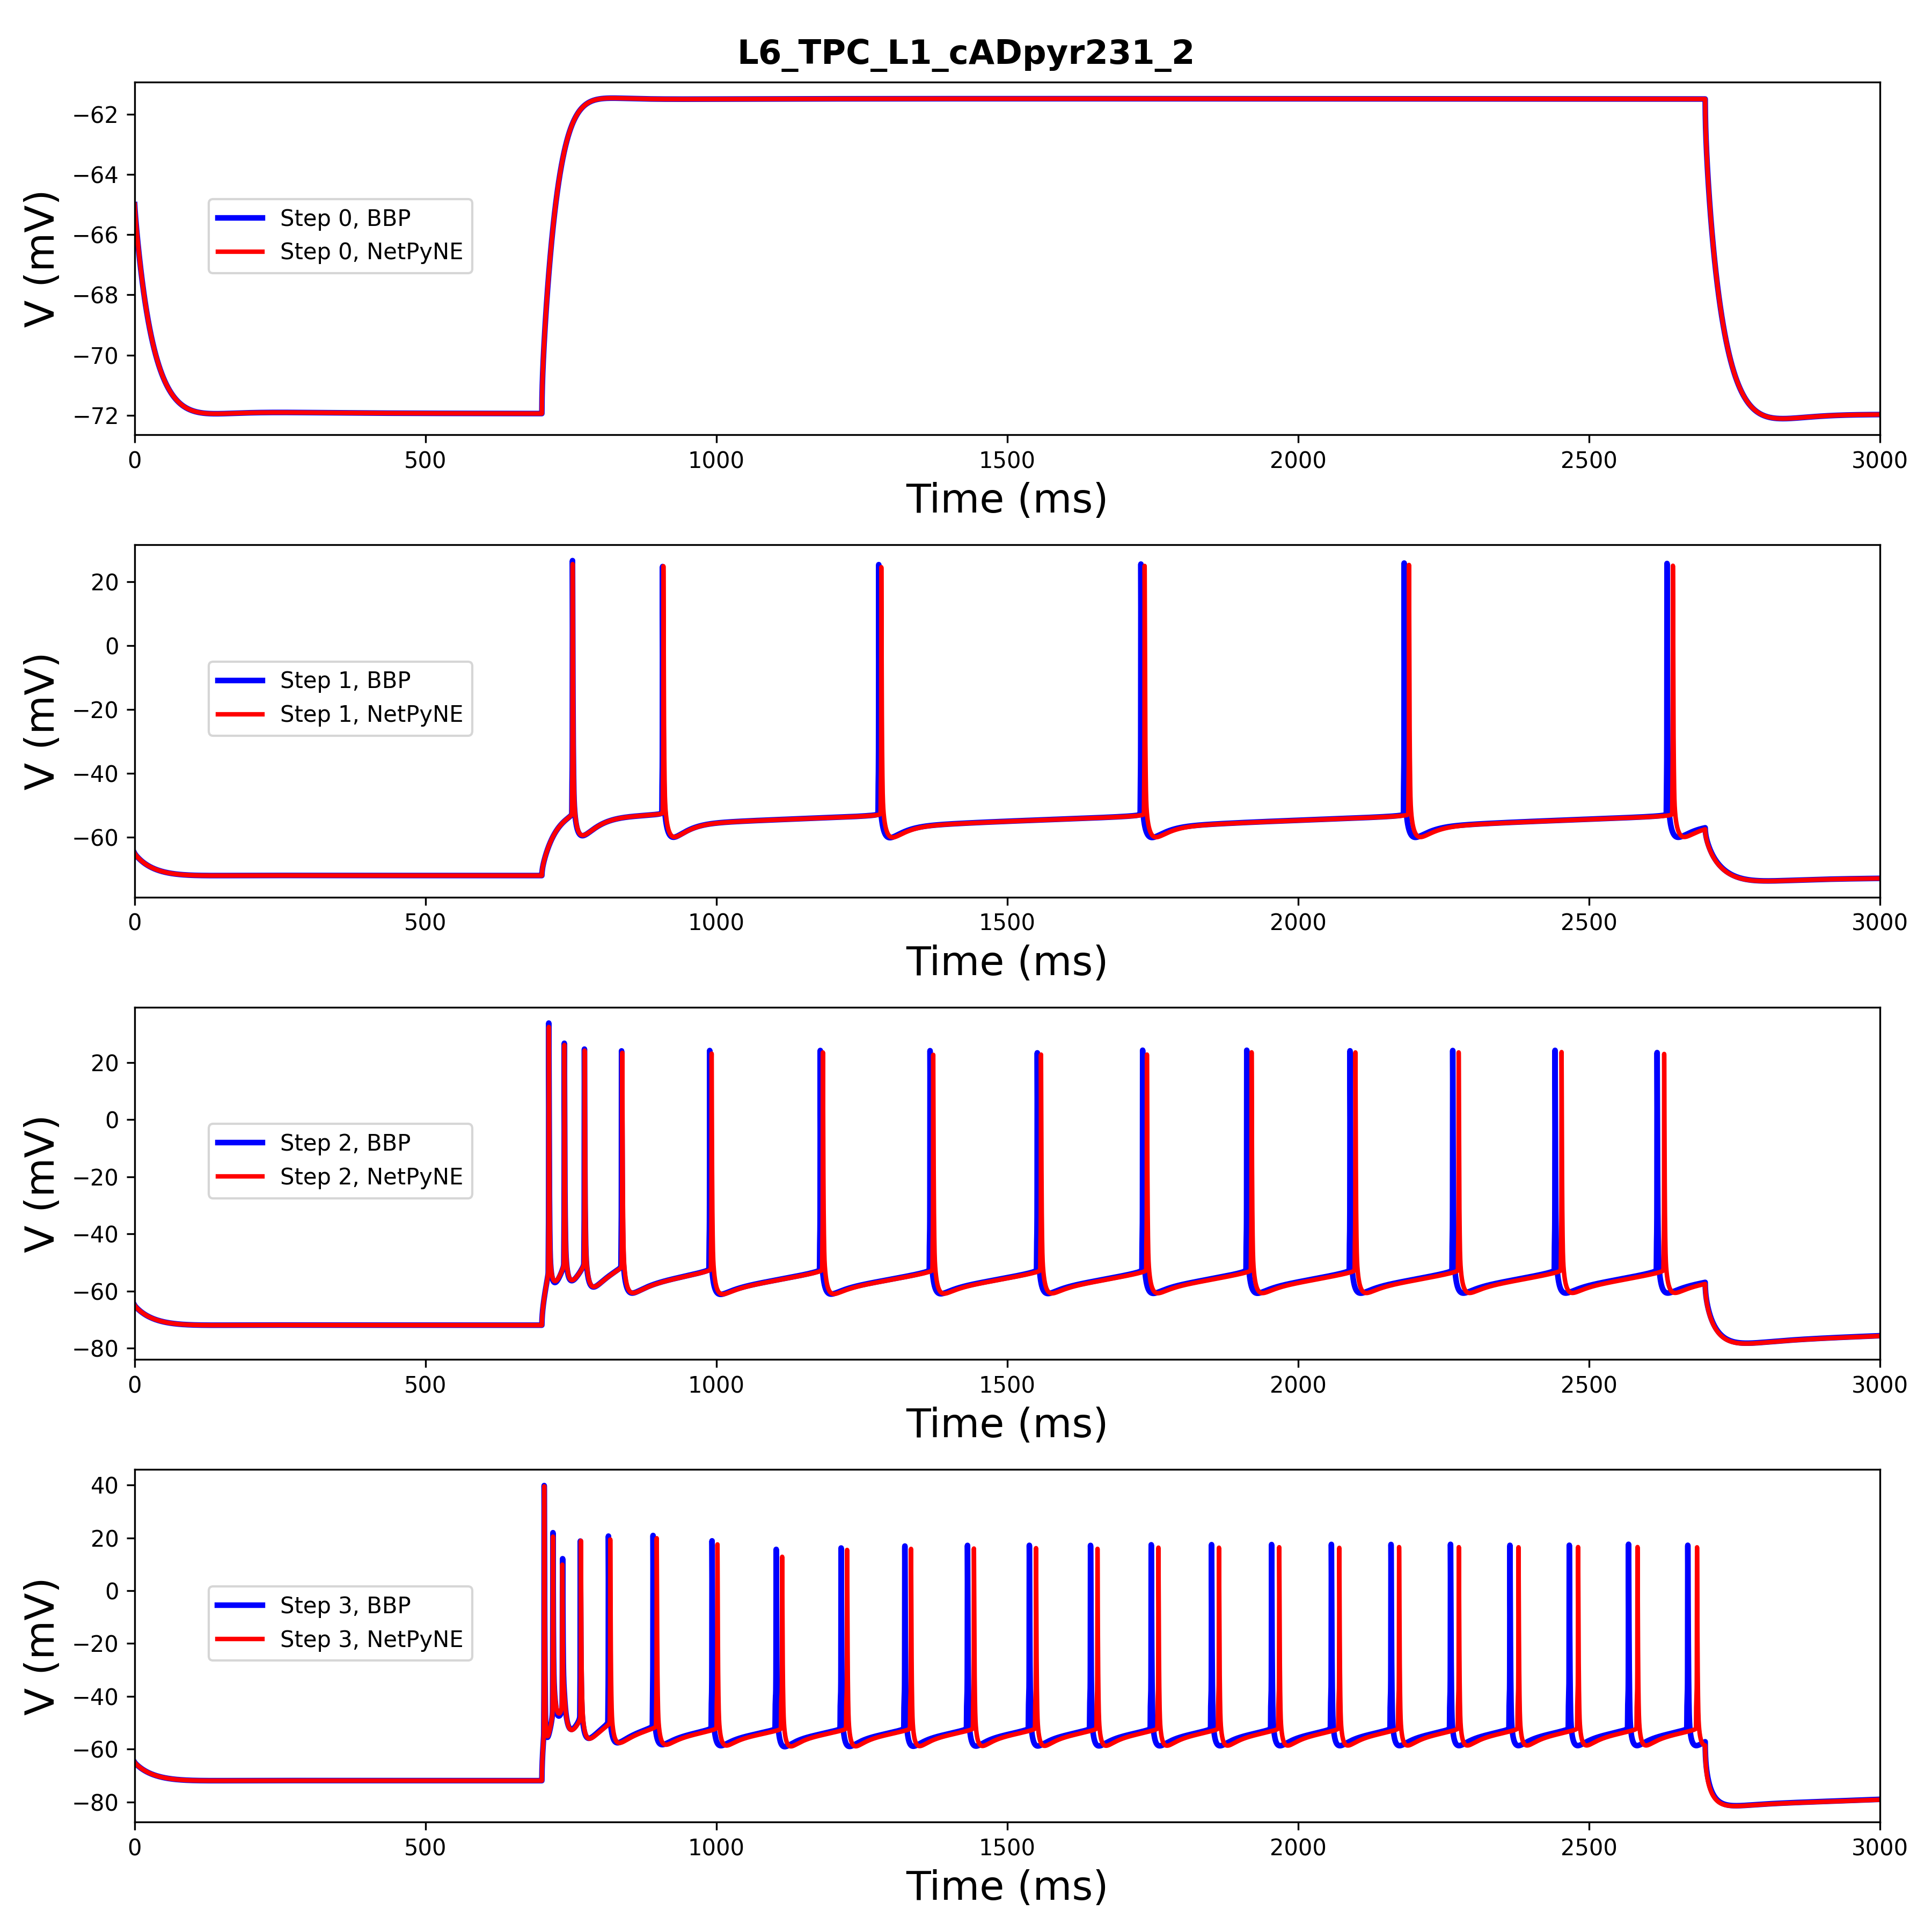 L6_TPC_L1_cADpyr231_2
V (mV)
−62
−64
−66
−68
−70
−72
Step 0, BBP
Step 0, NetPyNE
0 500 1000 1500 2000 2500 3000
Time (ms)
V (mV)
20
0
−20
−40
−60
Step 1, BBP
Step 1, NetPyNE
0 500 1000 1500 2000 2500 3000
Time (ms)
V (mV)
20
0
−20
−40
−60
−80
Step 2, BBP
Step 2, NetPyNE
0 500 1000 1500 2000 2500 3000
Time (ms)
V (mV)
40
20
0
−20
−40
−60
−80
Step 3, BBP
Step 3, NetPyNE
0 500 1000 1500 2000 2500 3000
Time (ms)